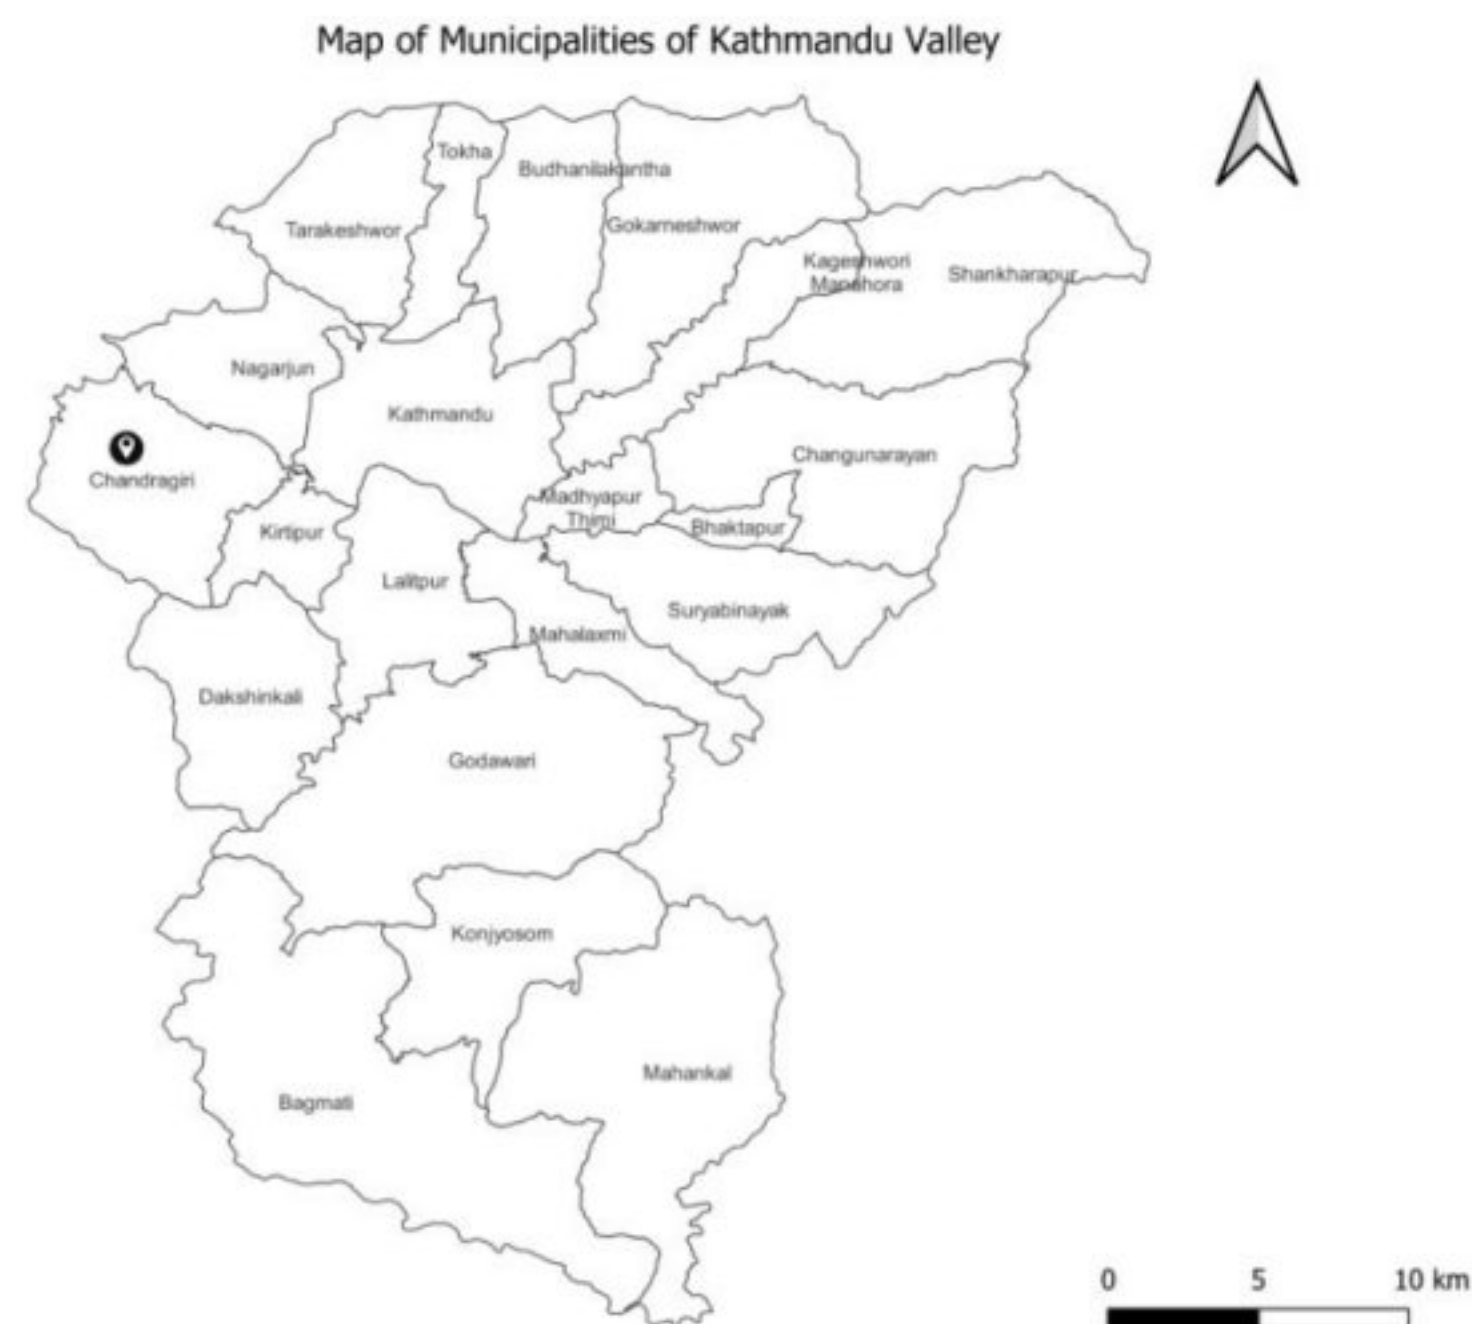 Map of Municipalities of Kathmandu Valley
Tokha
Budhanilakantha
Tarakeshwor
Gokarneshwor
Kageshwori
Manahora
Shankharapur
Nagarjun
Kathmandu
Changunarayan
Chandragiri
Madhyapur
Thimi
Bhaktapur
Kirtipur
Lalitpur
Suryabinayak
Mahalaxmi
Dakshinkali
Godawari
Konjyosom
Mahankal
Bagmati
0 5 10 km